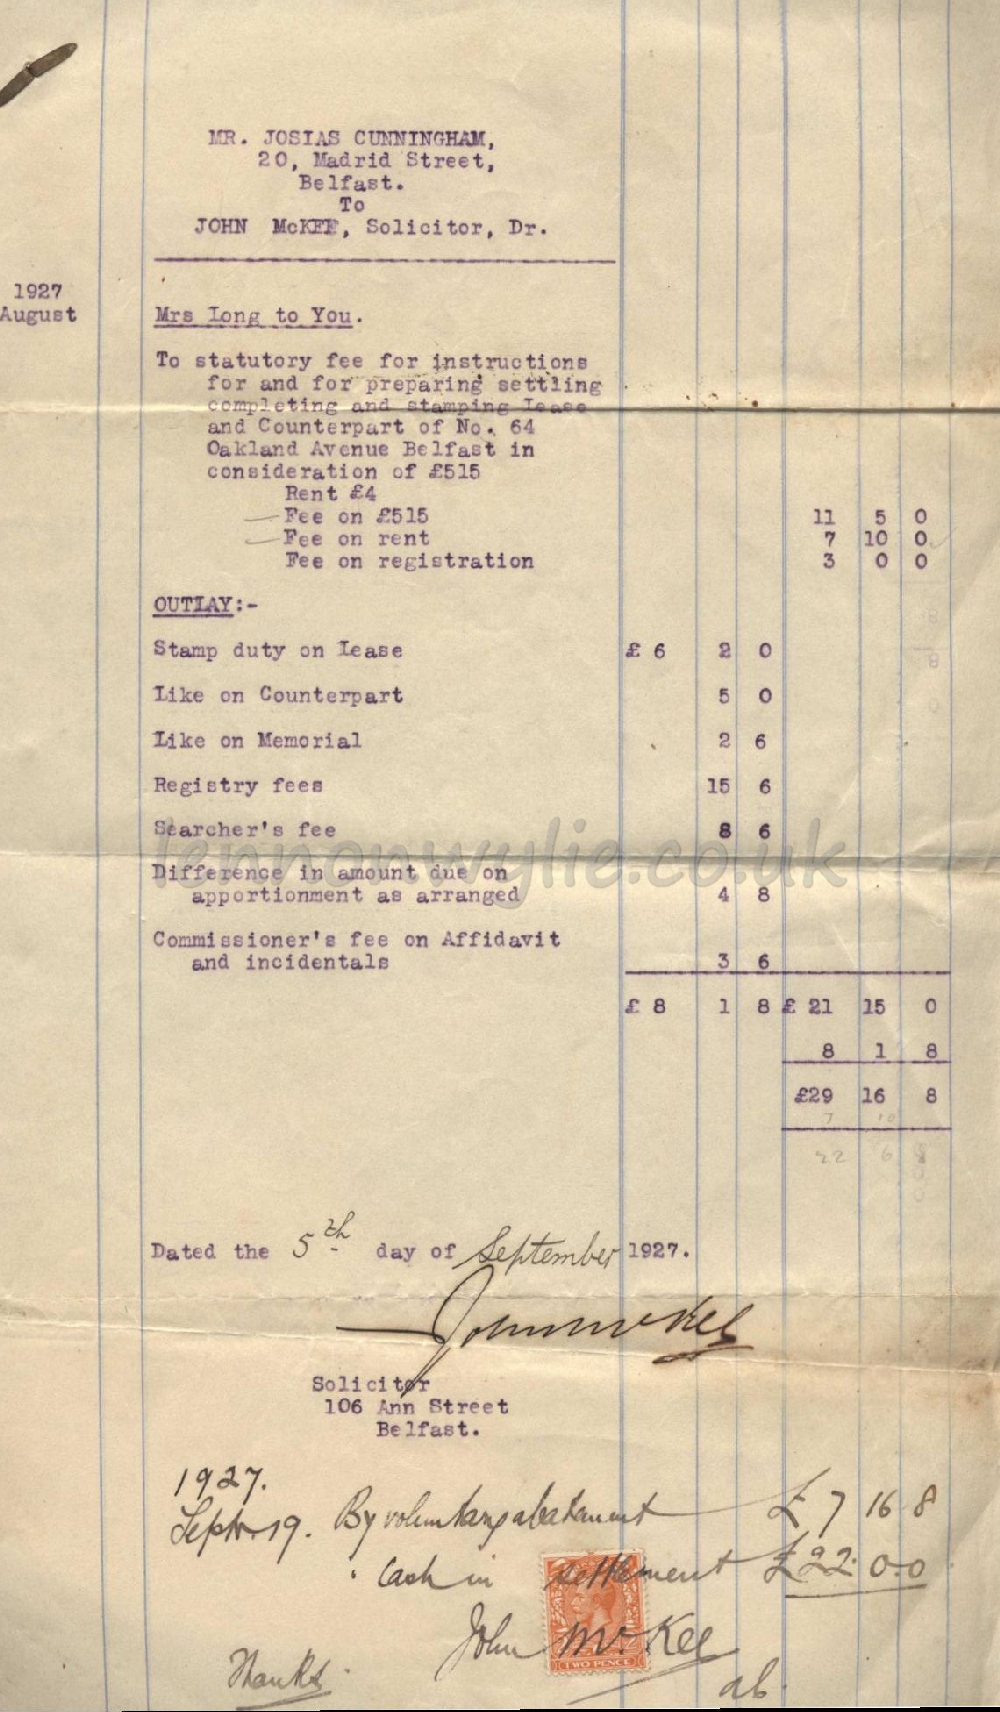 MR. JOSIAS CUNNINGHAM,
20, Madrid Street,
Belfast.
To
JOHN McKEE, Solicitor, Dr.
1927
August
Mrs Long to You.
To statutory fee for instructions
for and for preparing settling
completing and stamping Lease
and Counterpart of No. 64
Oakland Avenue Belfast in
consideration of £515
Rent £4
Fee on £515 11 5 0
Fee on rent 7 10 0
Fee on registration 3 0 0
OUTLAY:-
Stamp duty on Lease £ 6 2 0
Like on Counterpart 5 0
Like on Memorial 2 6
Registry fees 15 6
Searcher's fee 8 6
lennonwylie.co.uk
Difference in amount due on
apportionment as arranged 4 8
Commissioner's fee on Affidavit
and incidentals 3 6
£ 8 1 8 £ 21 15 0
8 1 8
£29 16 8
7 10
22 6 8
Dated the 5th day of September 1927.
John McKee
Solicitor
106 Ann Street
Belfast.
1927.
Sept. 19. By voluntary abatement £7 16 8
" Cash in settlement £22.0.0
John McKee
TWO PENCE
Thanks.